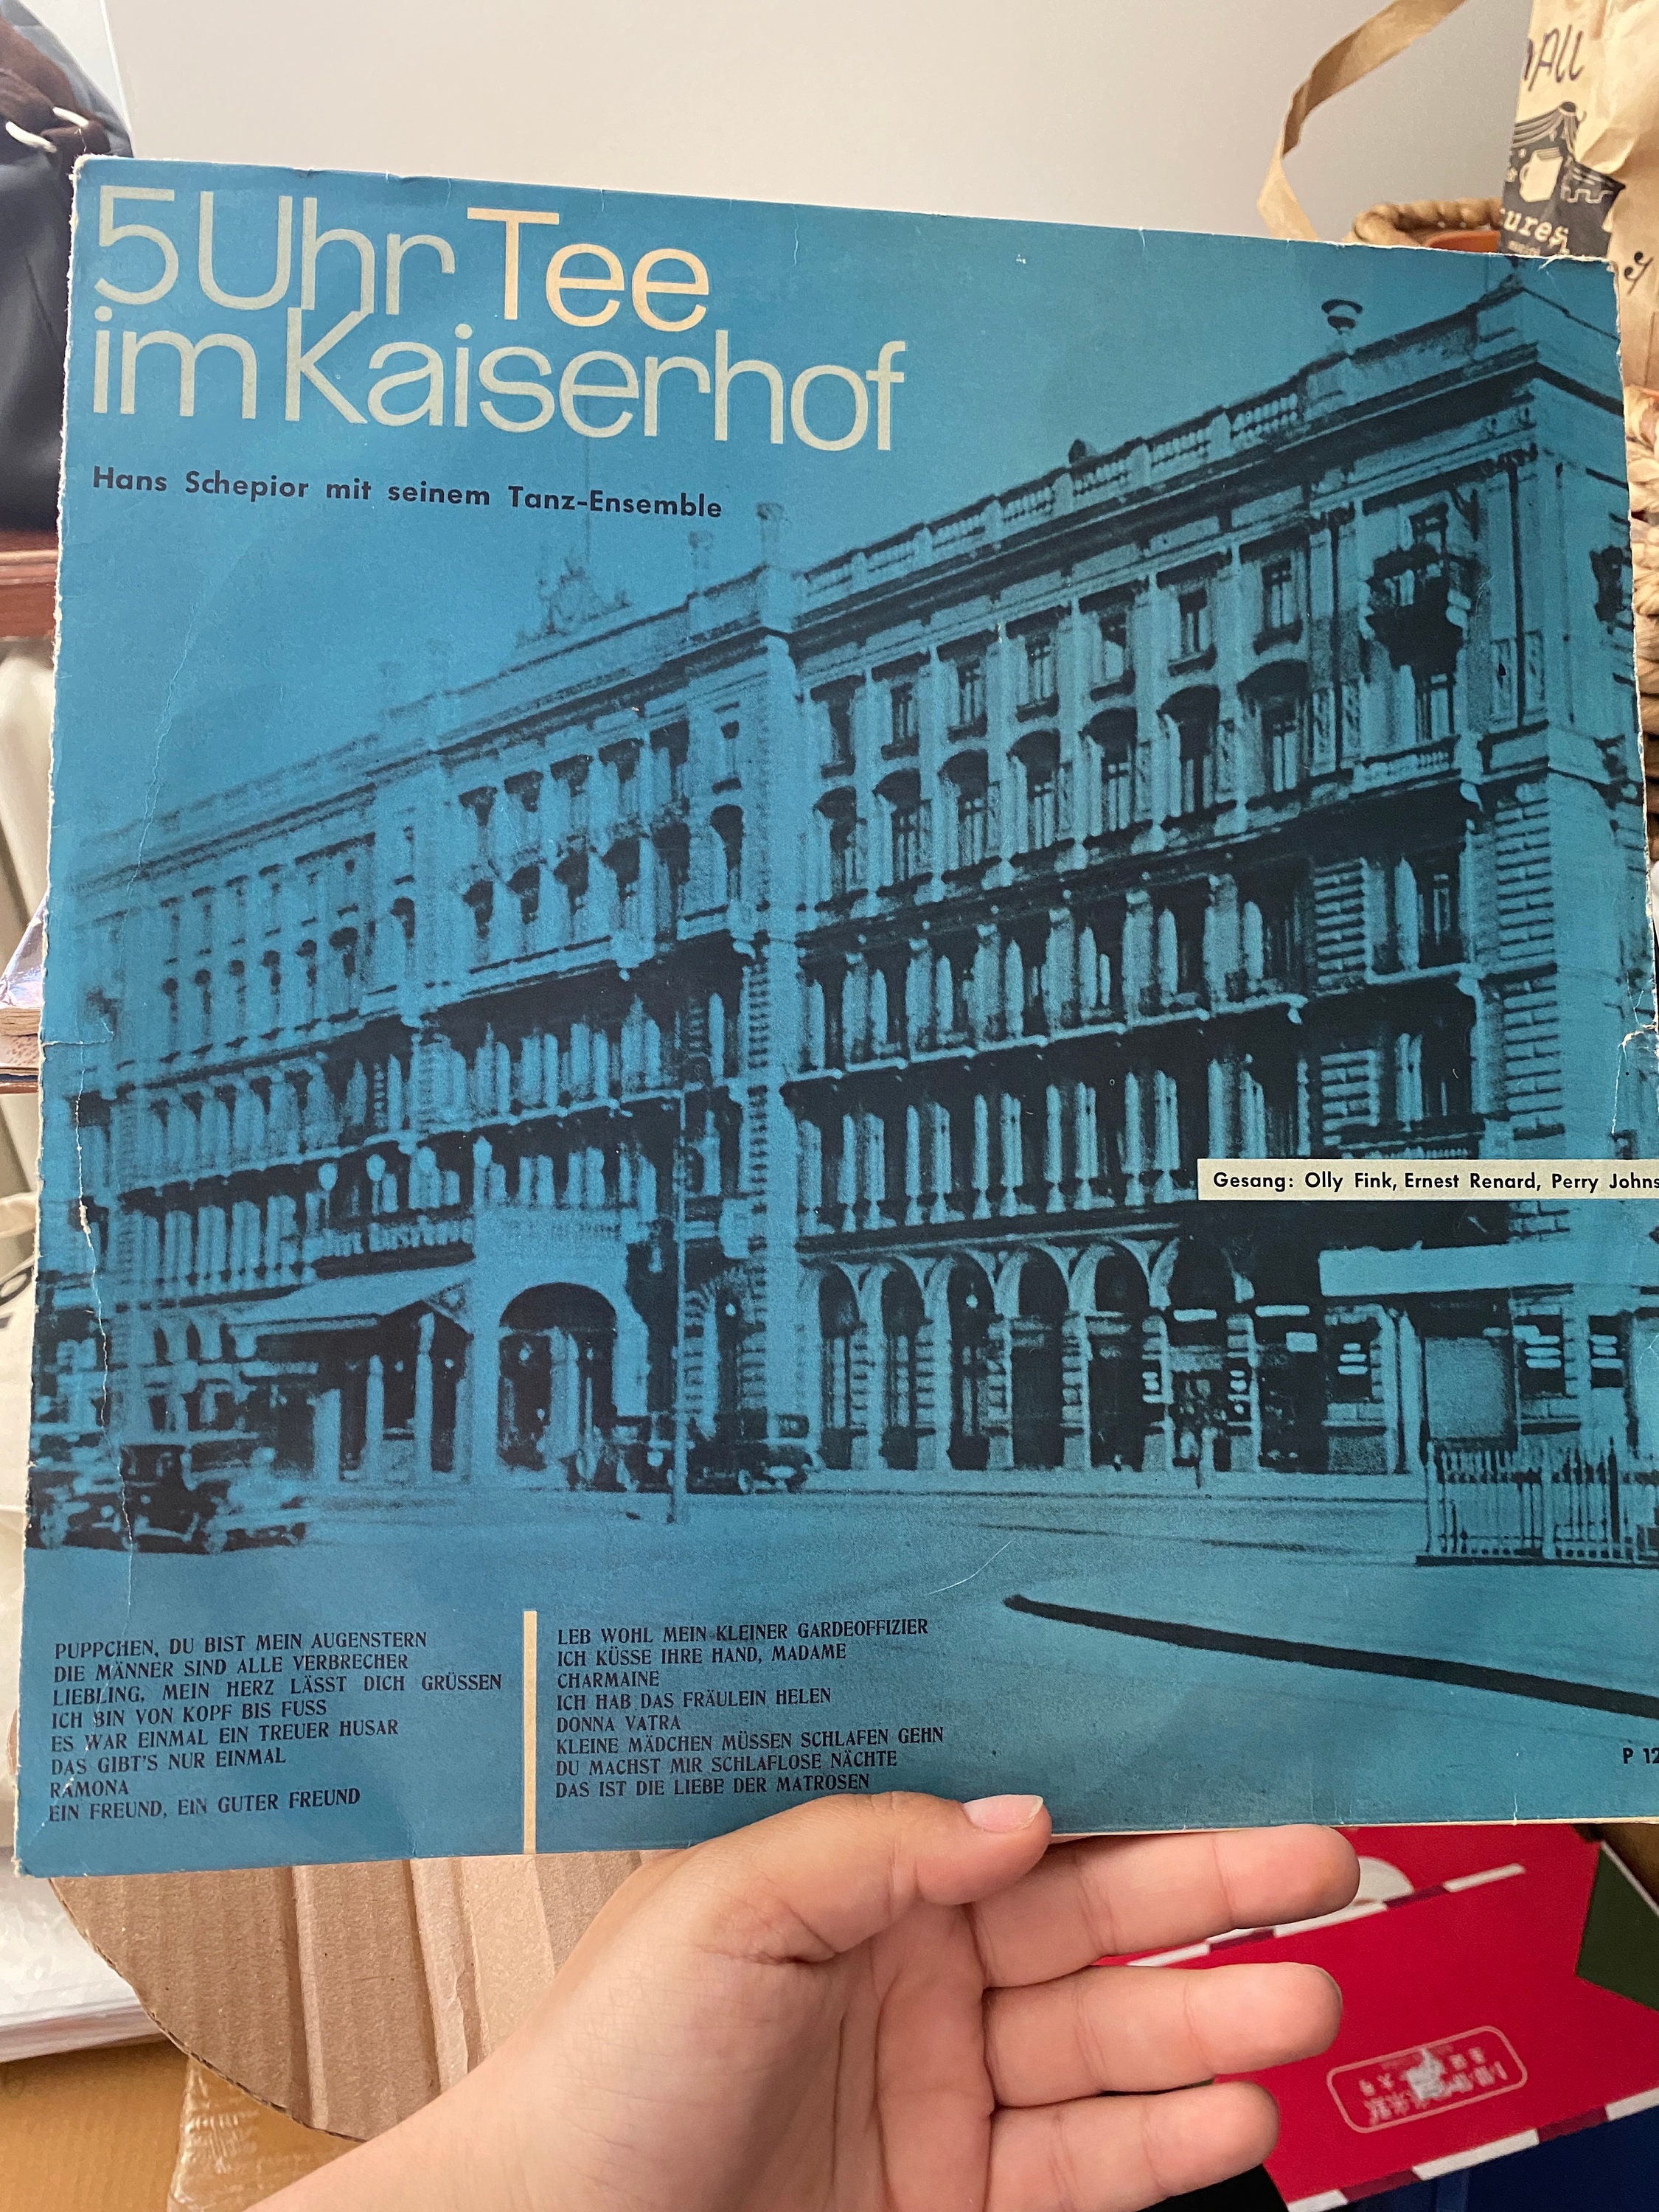 5 Uhr Tee
im Kaiserhof
Hans Schepior mit seinem Tanz-Ensemble
Gesang: Olly Fink, Ernest Renard, Perry Johns
PUPPCHEN, DU BIST MEIN AUGENSTERN
DIE MÄNNER SIND ALLE VERBRECHER
LIEBLING, MEIN HERZ LÄSST DICH GRÜSSEN
ICH BIN VON KOPF BIS FUSS
ES WAR EINMAL EIN TREUER HUSAR
DAS GIBT'S NUR EINMAL
RAMONA
EIN FREUND, EIN GUTER FREUND
LEB WOHL MEIN KLEINER GARDEOFFIZIER
ICH KÜSSE IHRE HAND, MADAME
CHARMAINE
ICH HAB DAS FRÄULEIN HELEN
DONNA VATRA
KLEINE MÄDCHEN MÜSSEN SCHLAFEN GEHN
DU MACHST MIR SCHLAFLOSE NÄCHTE
DAS IST DIE LIEBE DER MATROSEN
P 12